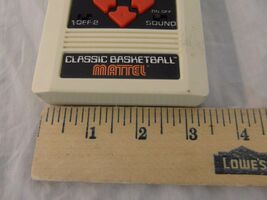 1-OFF-2
ON OFF
SOUND
CLASSIC BASKETBALL
MATTEL
1 2 3 4
LOWE'S